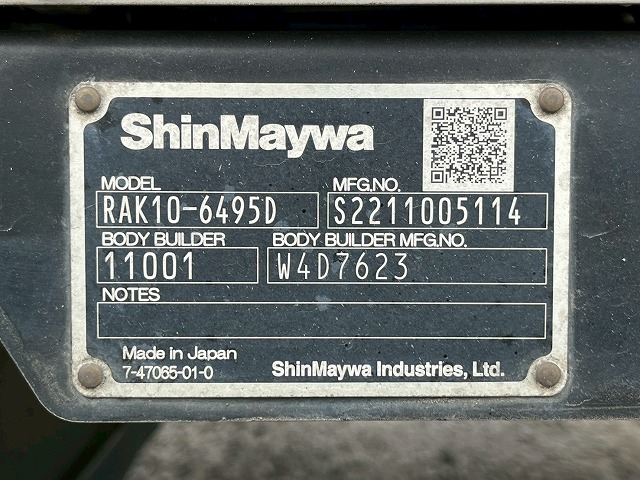 ShinMaywa
MODEL MFG.NO.
RAK10-6495D S2211005114
BODY BUILDER BODY BUILDER MFG.NO.
11001 W4D7623
NOTES
Made in Japan
7-47065-01-0 ShinMaywa Industries, Ltd.